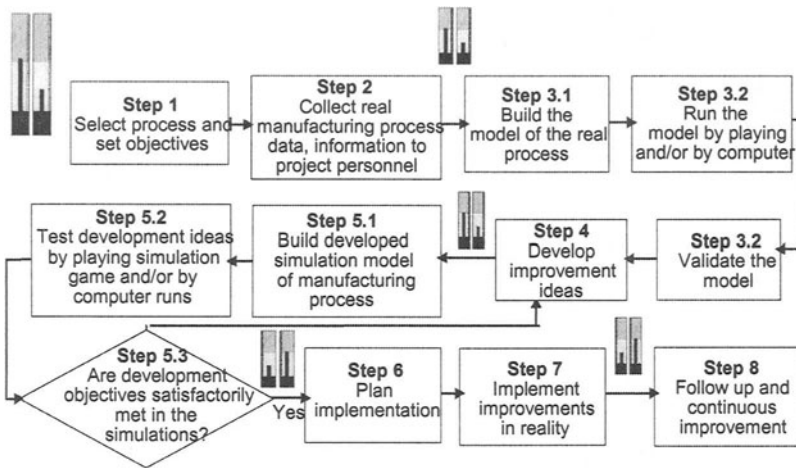 Step 1
Select process and
set objectives
Step 2
Collect real
manufacturing process
data, information to
project personnel
Step 3.1
Build the
model of the real
process
Step 3.2
Run the
model by playing
and/or by computer
Step 3.2
Validate the
model
Step 4
Develop
improvement
ideas
Step 5.1
Build developed
simulation model
of manufacturing
process
Step 5.2
Test development ideas
by playing simulation
game and/or by
computer runs
Step 5.3
Are development
objectives satisfactorily
met in the
simulations?
Yes
Step 6
Plan
implementation
Step 7
Implement
improvements
in reality
Step 8
Follow up and
continuous
improvement